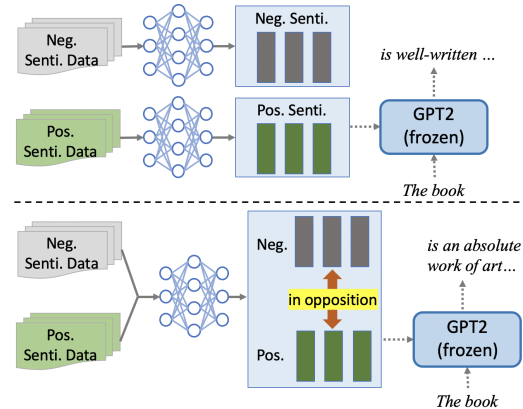 Neg.
Senti. Data
Neg. Senti.
is well-written ...
Pos.
Senti. Data
Pos. Senti.
GPT2
(frozen)
The book
Neg.
Senti. Data
Neg.
is an absolute
work of art...
in opposition
Pos.
Senti. Data
Pos.
GPT2
(frozen)
The book